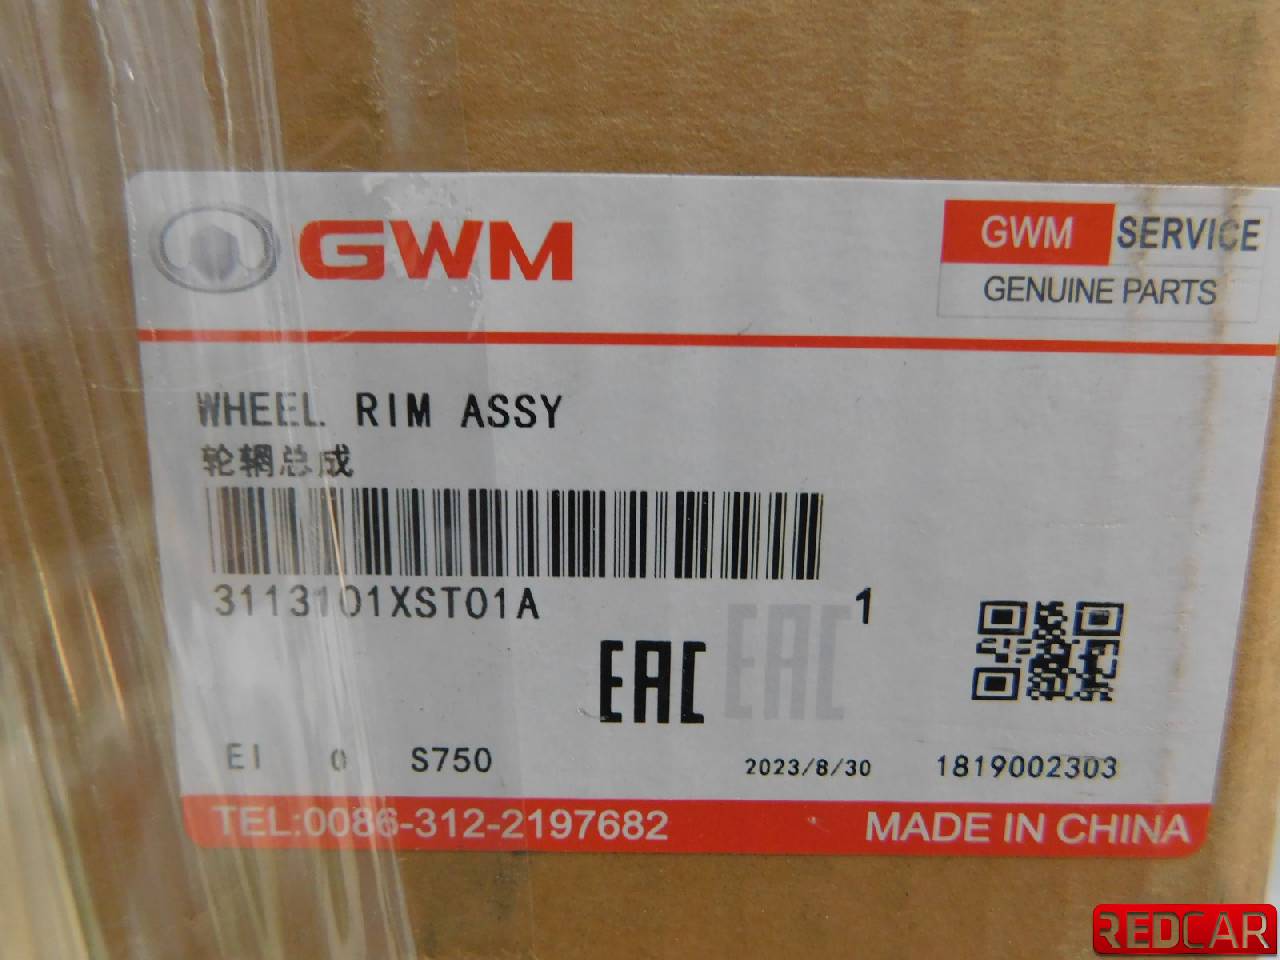 GWM
GWM SERVICE
GENUINE PARTS
WHEEL RIM ASSY
轮辋总成
3113101XST01A
1
EAC EAC
EI 0 S750 2023/8/30 1819002303
TEL:0086-312-2197682 MADE IN CHINA
REDCAR